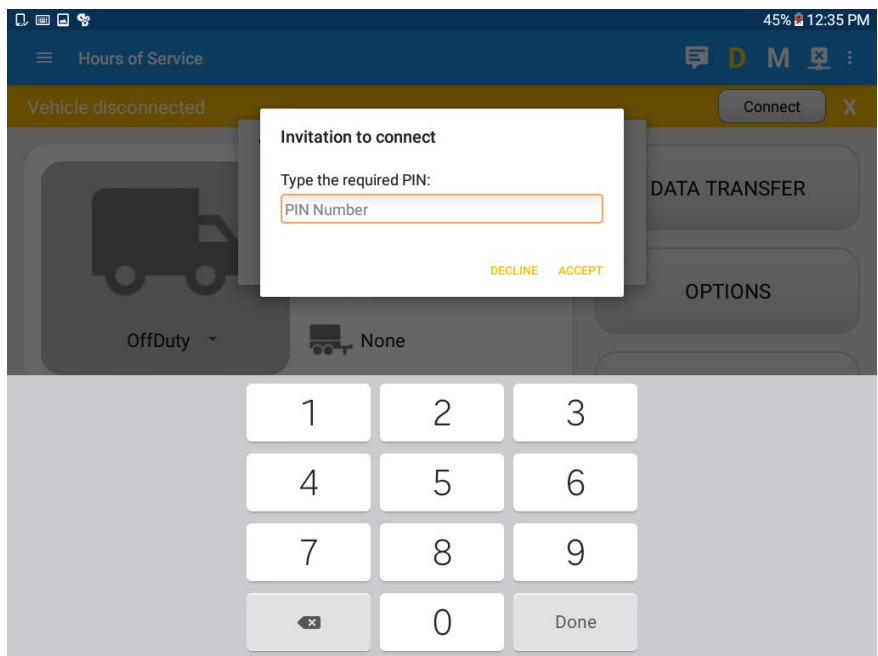 45% 12:35 PM
Hours of Service
D M
Vehicle disconnected
Connect X
Invitation to connect
Type the required PIN:
PIN Number
DECLINE ACCEPT
DATA TRANSFER
OPTIONS
OffDuty
None
1 2 3
4 5 6
7 8 9
0 Done